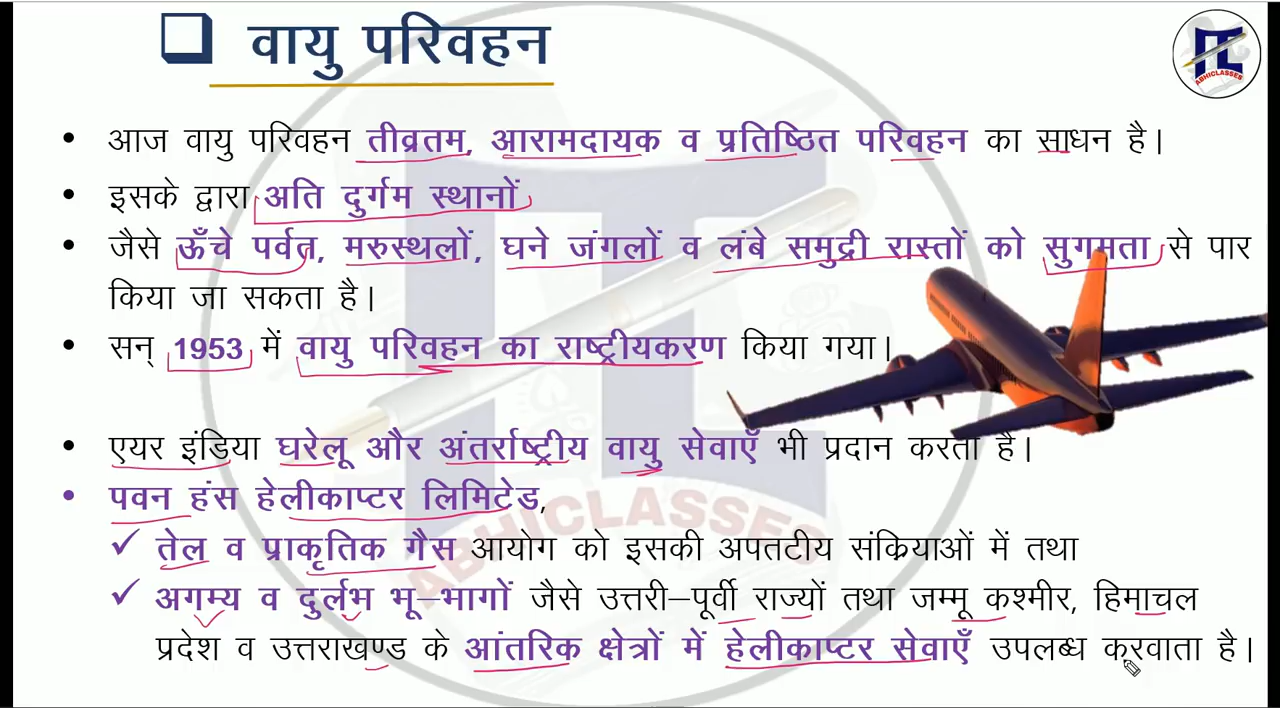 ❑ वायु परिवहन
ABHICLASSES
• आज वायु परिवहन तीव्रतम, आरामदायक व प्रतिष्ठित परिवहन का साधन है।
• इसके द्वारा अति दुर्गम स्थानों
• जैसे ऊँचे पर्वत, मरुस्थलों, घने जंगलों व लंबे समुद्री रास्तों को सुगमता से पार
किया जा सकता है।
• सन् 1953 में वायु परिवहन का राष्ट्रीयकरण किया गया।
• एयर इंडिया घरेलू और अंतर्राष्ट्रीय वायु सेवाएँ भी प्रदान करता है।
• पवन हंस हेलीकाप्टर लिमिटेड,
✓ तेल व प्राकृतिक गैस आयोग को इसकी अपतटीय संक्रियाओं में तथा
✓ अगम्य व दुर्लभ भू–भागों जैसे उत्तरी–पूर्वी राज्यों तथा जम्मू कश्मीर, हिमाचल
प्रदेश व उत्तराखण्ड के आंतरिक क्षेत्रों में हेलीकाप्टर सेवाएँ उपलब्ध करवाता है।
ABHICLASSES